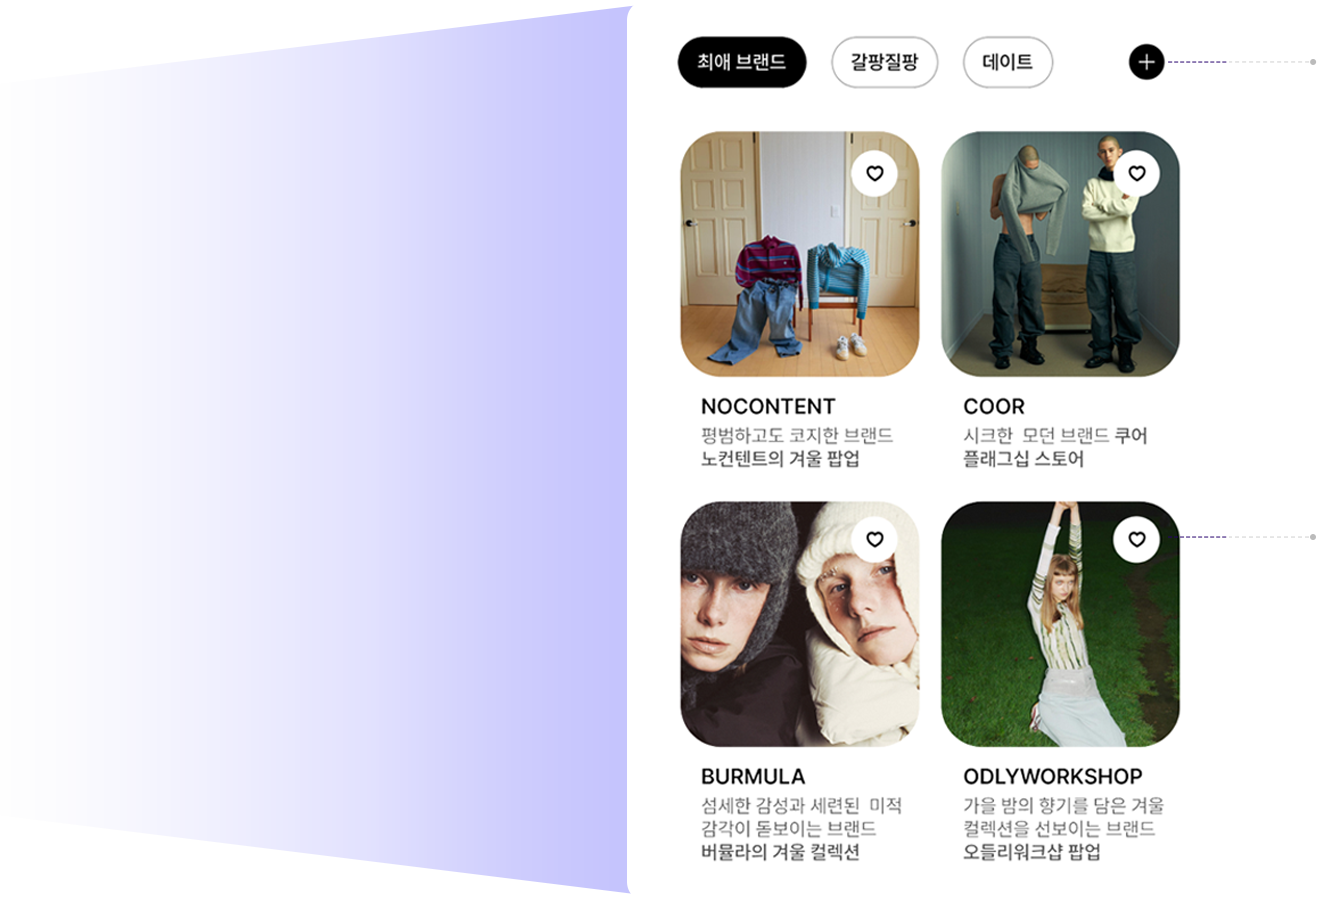 최애 브랜드
갈팡질팡
데이트
NOCONTENT
평범하고도 코지한 브랜드
노컨텐트의 겨울 팝업
COOR
시크한 모던 브랜드 쿠어
플래그십 스토어
BURMULA
섬세한 감성과 세련된 미적
감각이 돋보이는 브랜드
버뮬라의 겨울 컬렉션
ODLYWORKSHOP
가을 밤의 향기를 담은 겨울
컬렉션을 선보이는 브랜드
오들리워크샵 팝업